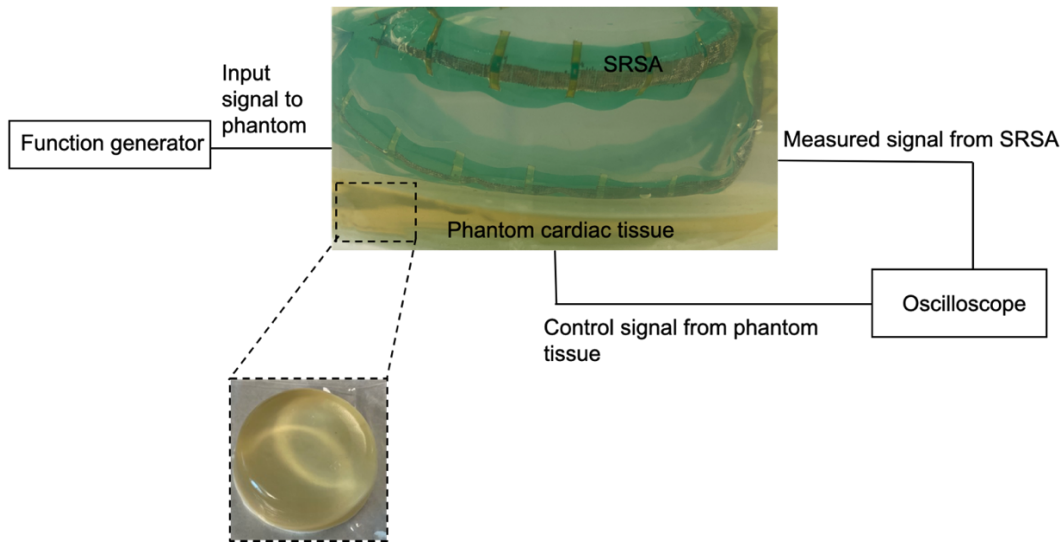 Input
signal to
phantom
Function generator
SRSA
Measured signal from SRSA
Phantom cardiac tissue
Oscilloscope
Control signal from phantom
tissue